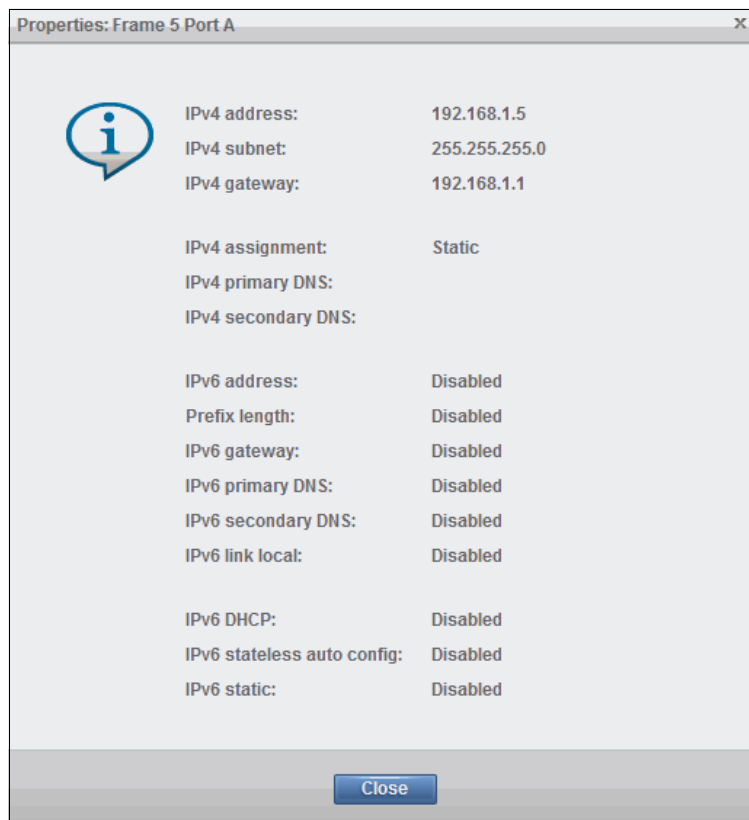 Properties: Frame 5 Port A x
IPv4 address: 192.168.1.5
IPv4 subnet: 255.255.255.0
IPv4 gateway: 192.168.1.1
IPv4 assignment: Static
IPv4 primary DNS:
IPv4 secondary DNS:
IPv6 address: Disabled
Prefix length: Disabled
IPv6 gateway: Disabled
IPv6 primary DNS: Disabled
IPv6 secondary DNS: Disabled
IPv6 link local: Disabled
IPv6 DHCP: Disabled
IPv6 stateless auto config: Disabled
IPv6 static: Disabled
Close